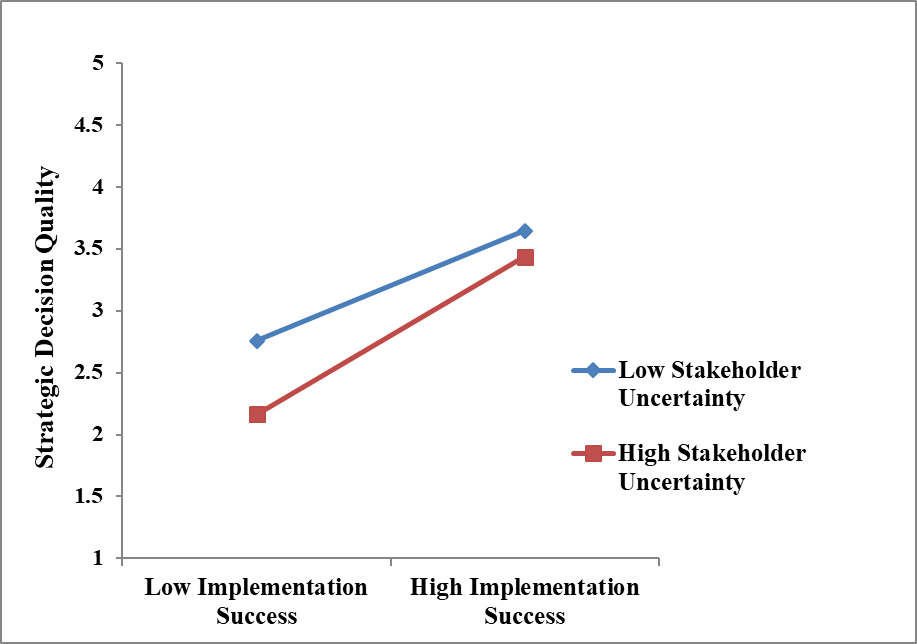 5
4.5
4
3.5
3
2.5
2
1.5
1
Strategic Decision Quality
Low Implementation
Success
High Implementation
Success
Low Stakeholder
Uncertainty
High Stakeholder
Uncertainty